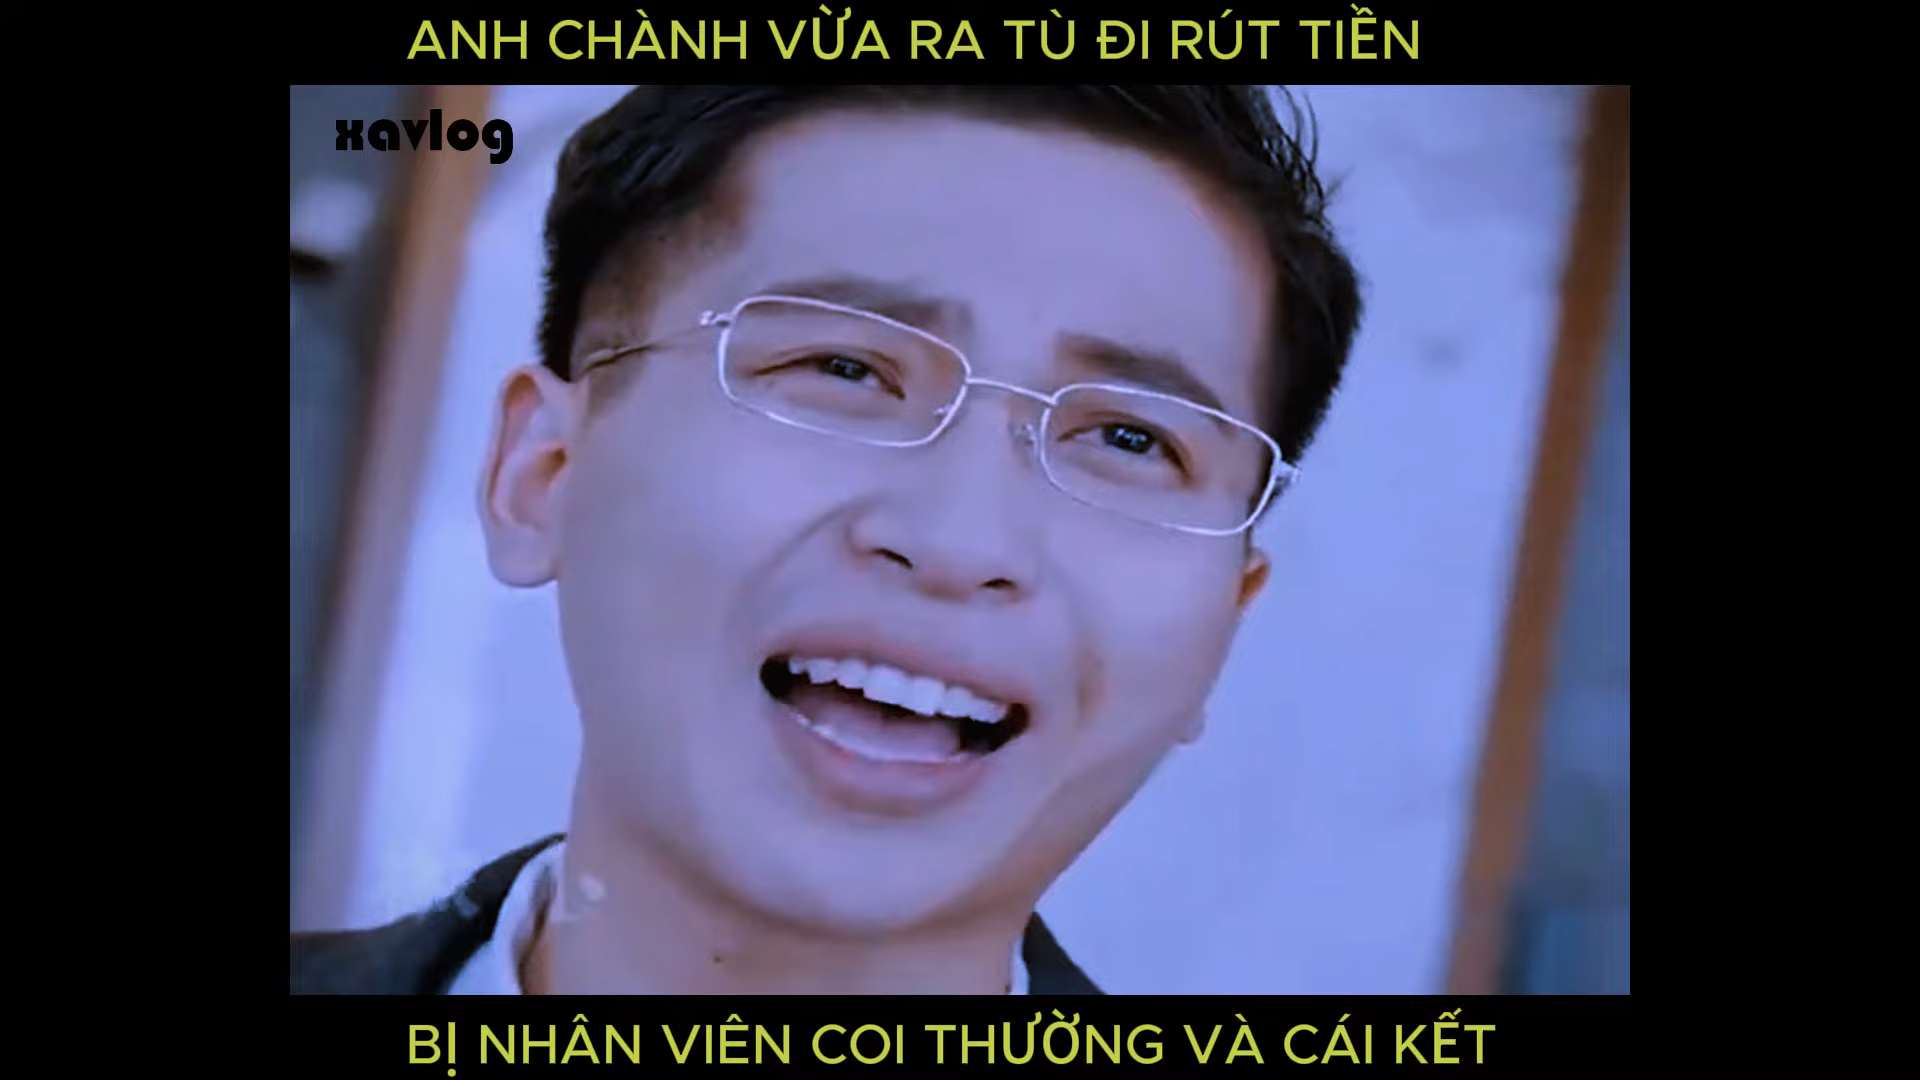 ANH CHÀNH VỪA RA TÙ ĐI RÚT TIỀN
xavlog
BỊ NHÂN VIÊN COI THƯỜNG VÀ CÁI KẾT